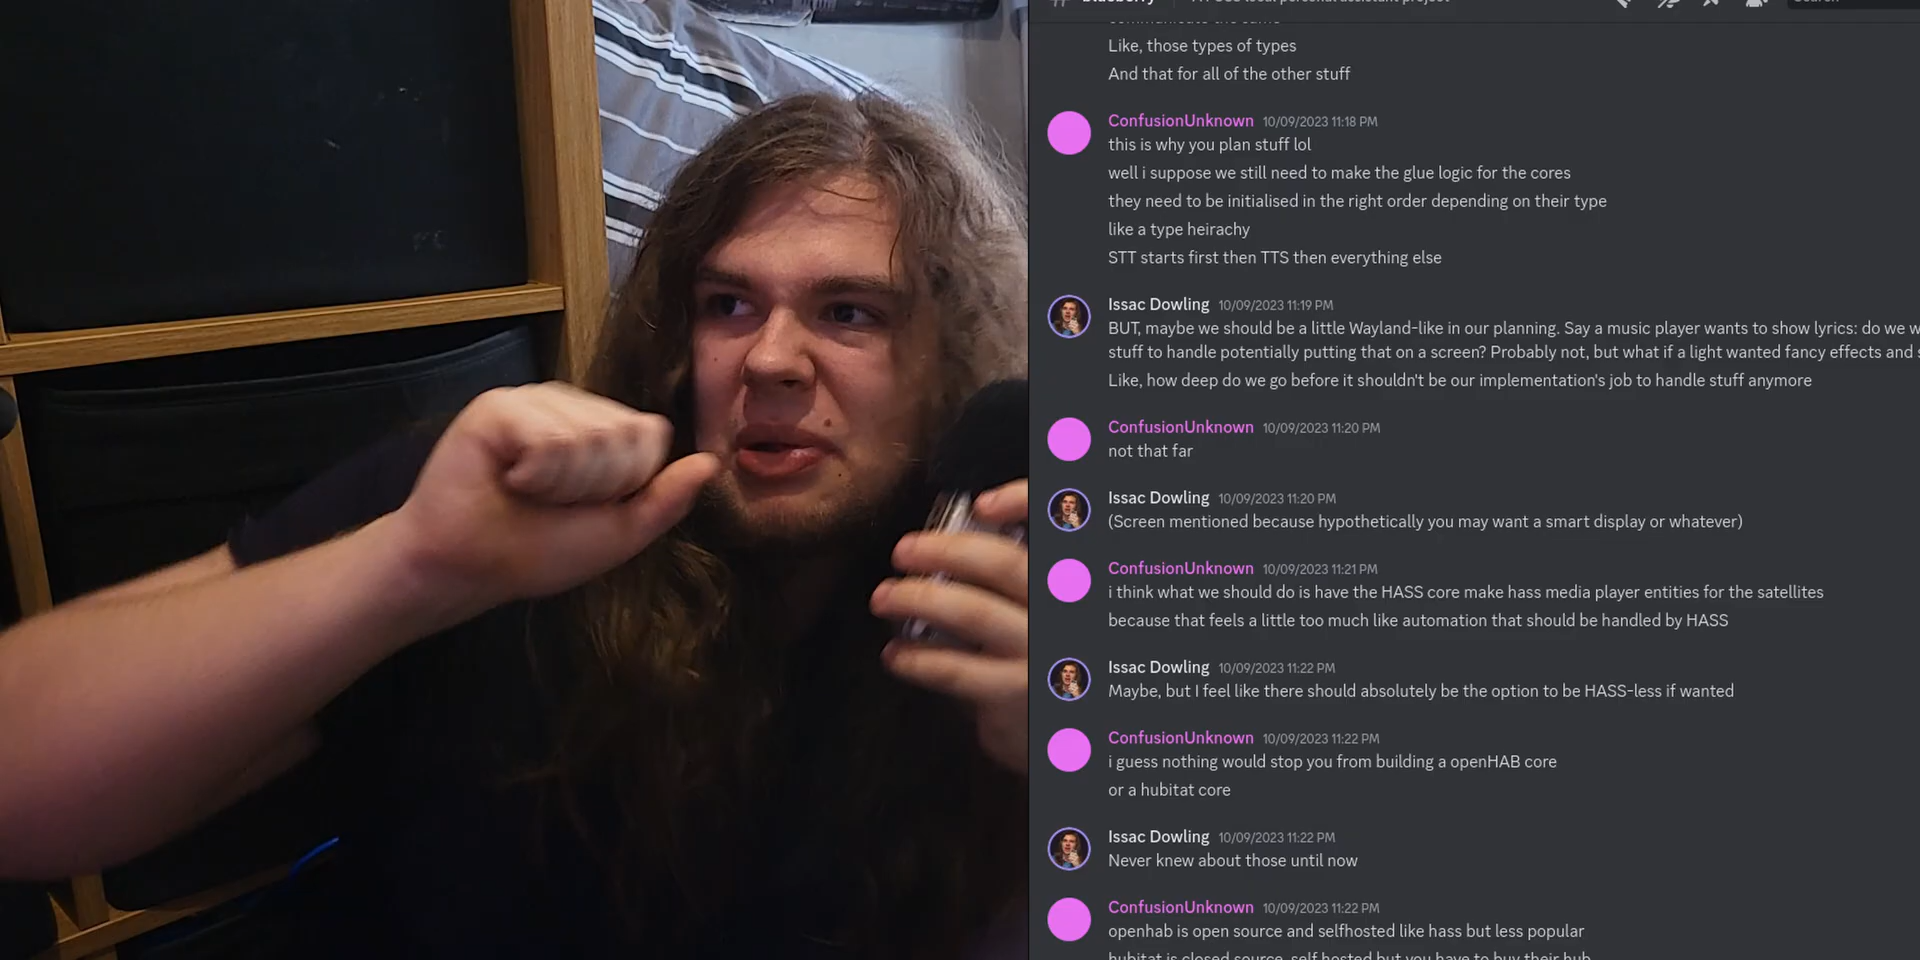 Like, those types of types
And that for all of the other stuff
ConfusionUnknown 10/09/2023 11:18 PM
this is why you plan stuff lol
well i suppose we still need to make the glue logic for the cores
they need to be initialised in the right order depending on their type
like a type heirachy
STT starts first then TTS then everything else
Issac Dowling 10/09/2023 11:19 PM
BUT, maybe we should be a little Wayland-like in our planning. Say a music player wants to show lyrics: do we
stuff to handle potentially putting that on a screen? Probably not, but what if a light wanted fancy effects and
Like, how deep do we go before it shouldn't be our implementation's job to handle stuff anymore
ConfusionUnknown 10/09/2023 11:20 PM
not that far
Issac Dowling 10/09/2023 11:20 PM
(Screen mentioned because hypothetically you may want a smart display or whatever)
ConfusionUnknown 10/09/2023 11:21 PM
i think what we should do is have the HASS core make hass media player entities for the satellites
because that feels a little too much like automation that should be handled by HASS
Issac Dowling 10/09/2023 11:22 PM
Maybe, but I feel like there should absolutely be the option to be HASS-less if wanted
ConfusionUnknown 10/09/2023 11:22 PM
i guess nothing would stop you from building a openHAB core
or a hubitat core
Issac Dowling 10/09/2023 11:22 PM
Never knew about those until now
ConfusionUnknown 10/09/2023 11:22 PM
openhab is open source and selfhosted like hass but less popular
hubitat is closed source, self hosted but you have to buy their hub